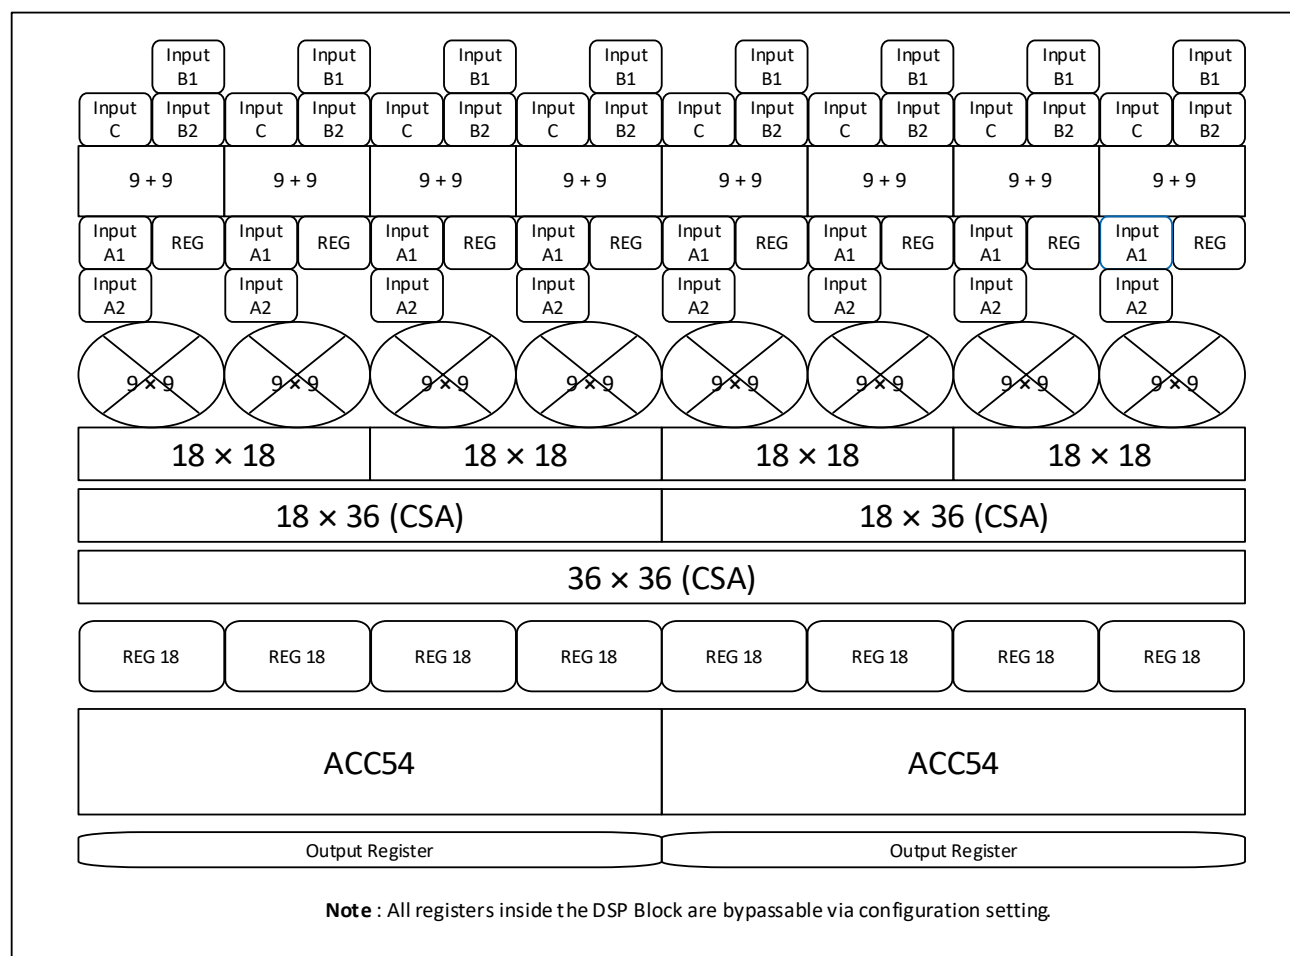 Input B1 Input B1 Input B1 Input B1 Input B1 Input B1 Input B1 Input B1
Input C Input B2 Input C Input B2 Input C Input B2 Input C Input B2 Input C Input B2 Input C Input B2 Input C Input B2 Input C Input B2
9 + 9 9 + 9 9 + 9 9 + 9 9 + 9 9 + 9 9 + 9 9 + 9
Input A1 REG Input A1 REG Input A1 REG Input A1 REG Input A1 REG Input A1 REG Input A1 REG Input A1 REG
Input A2 Input A2 Input A2 Input A2 Input A2 Input A2 Input A2 Input A2
9 × 9 9 × 9 9 × 9 9 × 9 9 × 9 9 × 9 9 × 9 9 × 9
18 × 18 18 × 18 18 × 18 18 × 18
18 × 36 (CSA) 18 × 36 (CSA)
36 × 36 (CSA)
REG 18 REG 18 REG 18 REG 18 REG 18 REG 18 REG 18 REG 18
ACC54 ACC54
Output Register Output Register
Note : All registers inside the DSP Block are bypassable via configuration setting.